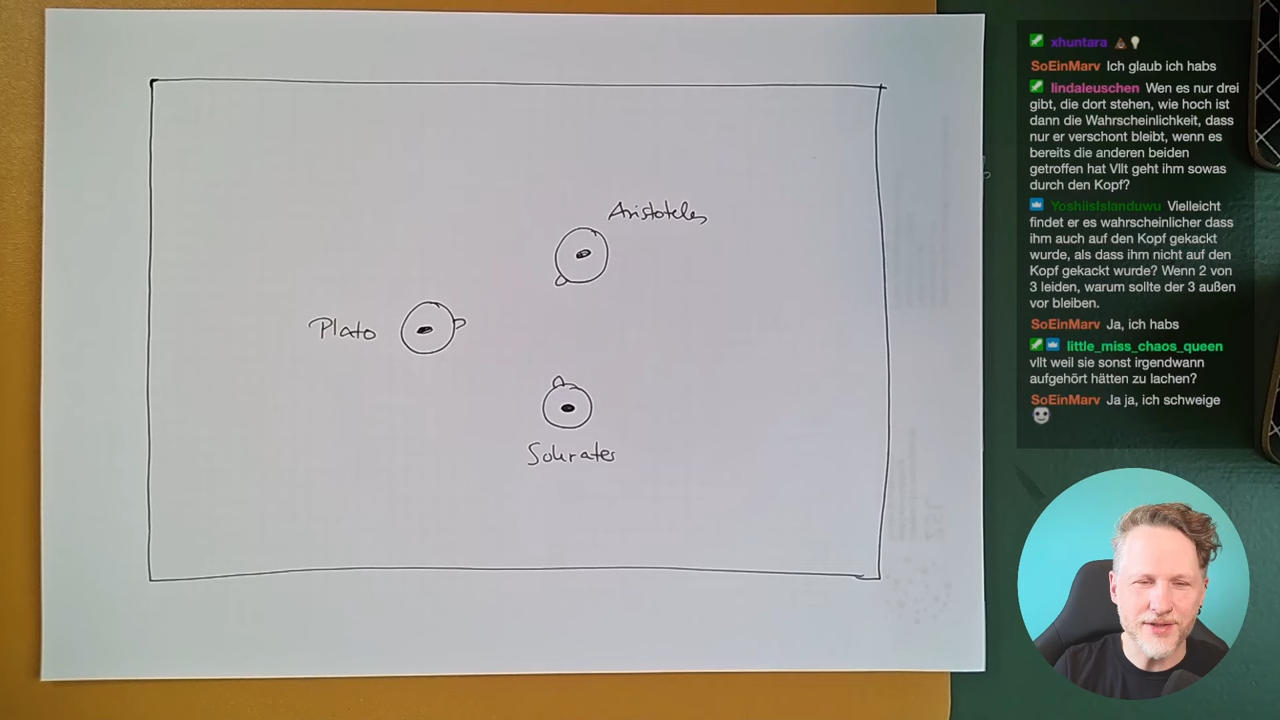 Aristoteles
Plato
Sokrates
xhuntara
SoEinMarv Ich glaub ich habs
lindaleuschen Wen es nur drei
gibt, die dort stehen, wie hoch ist
dann die Wahrscheinlichkeit, dass
nur er verschont bleibt, wenn es
bereits die anderen beiden
getroffen hat Vllt geht ihm sowas
durch den Kopf?
YoshiisIslanduwu Vielleicht
findet er es wahrscheinlicher dass
ihm auch auf den Kopf gekackt
wurde, als dass ihm nicht auf den
Kopf gekackt wurde? Wenn 2 von
3 leiden, warum sollte der 3 außen
vor bleiben.
SoEinMarv Ja, ich habs
little_miss_chaos_queen
vllt weil sie sonst irgendwann
aufgehört hätten zu lachen?
SoEinMarv Ja ja, ich schweige